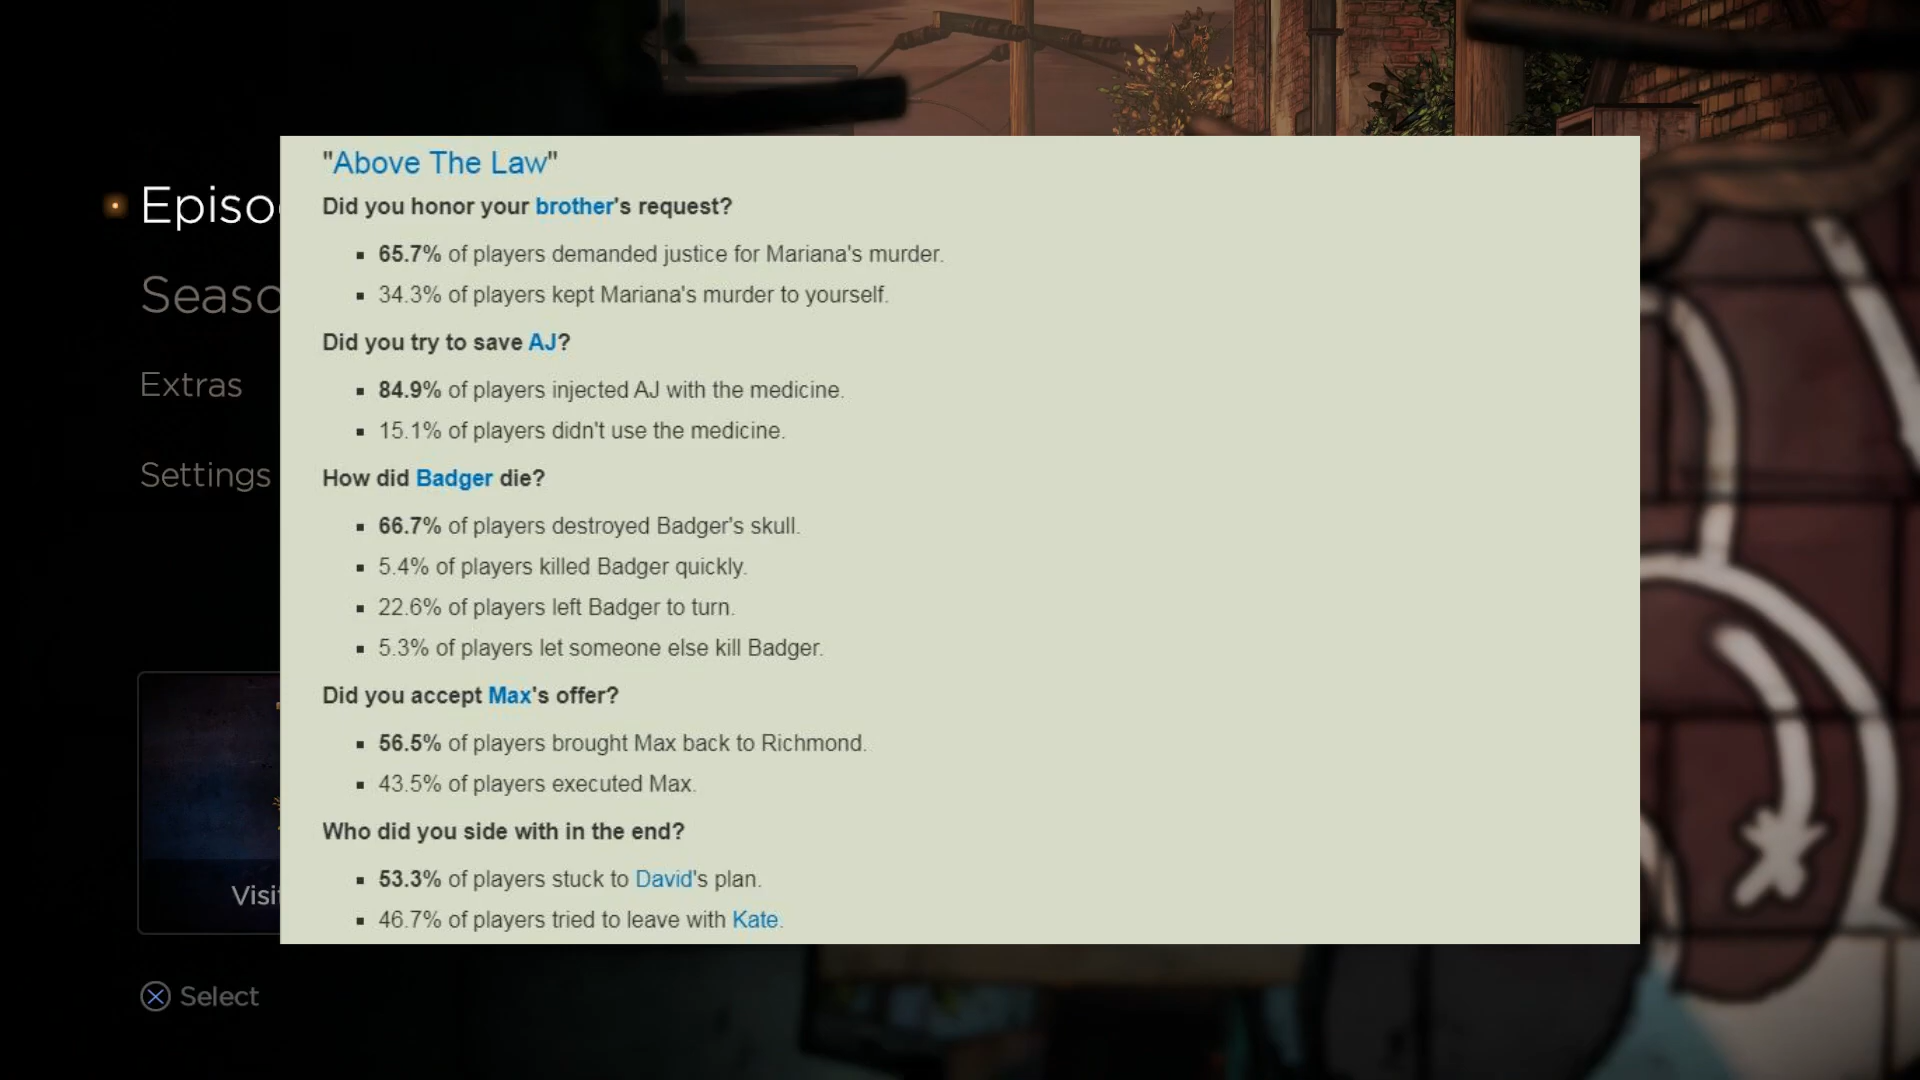 Episo
Seaso
Extras
Settings
Visit
Select
"Above The Law"
Did you honor your brother's request?
65.7% of players demanded justice for Mariana's murder.
34.3% of players kept Mariana's murder to yourself.
Did you try to save AJ?
84.9% of players injected AJ with the medicine.
15.1% of players didn't use the medicine.
How did Badger die?
66.7% of players destroyed Badger's skull.
5.4% of players killed Badger quickly.
22.6% of players left Badger to turn.
5.3% of players let someone else kill Badger.
Did you accept Max's offer?
56.5% of players brought Max back to Richmond.
43.5% of players executed Max.
Who did you side with in the end?
53.3% of players stuck to David's plan.
46.7% of players tried to leave with Kate.